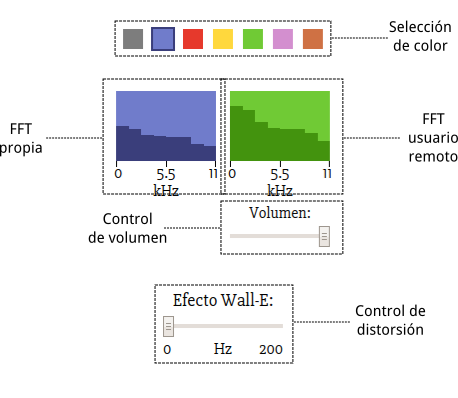 Selección
de color
FFT
propia
FFT
usuario
remoto
0 5.5 11
kHz
0 5.5 11
kHz
Control
de volumen
Volumen:
Efecto Wall-E:
0 Hz 200
Control de
distorsión